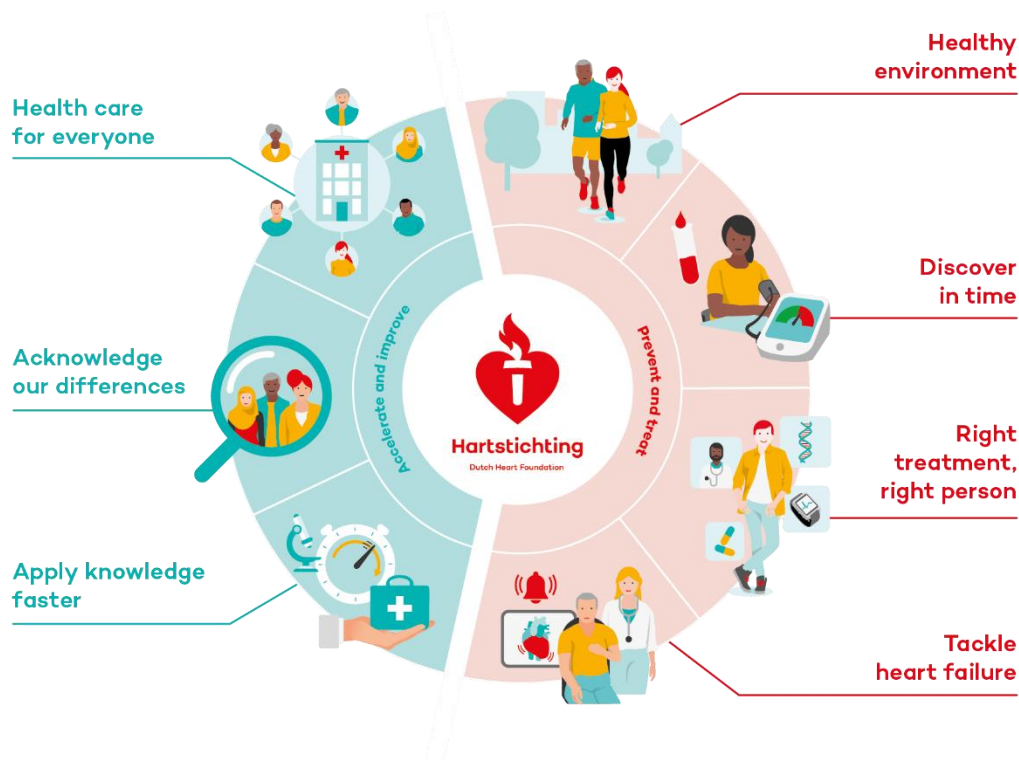 Health care
for everyone
Acknowledge
our differences
Apply knowledge
faster
Accelerate and improve
Hartstichting
Dutch Heart Foundation
Prevent and treat
Healthy
environment
Discover
in time
Right
treatment,
right person
Tackle
heart failure